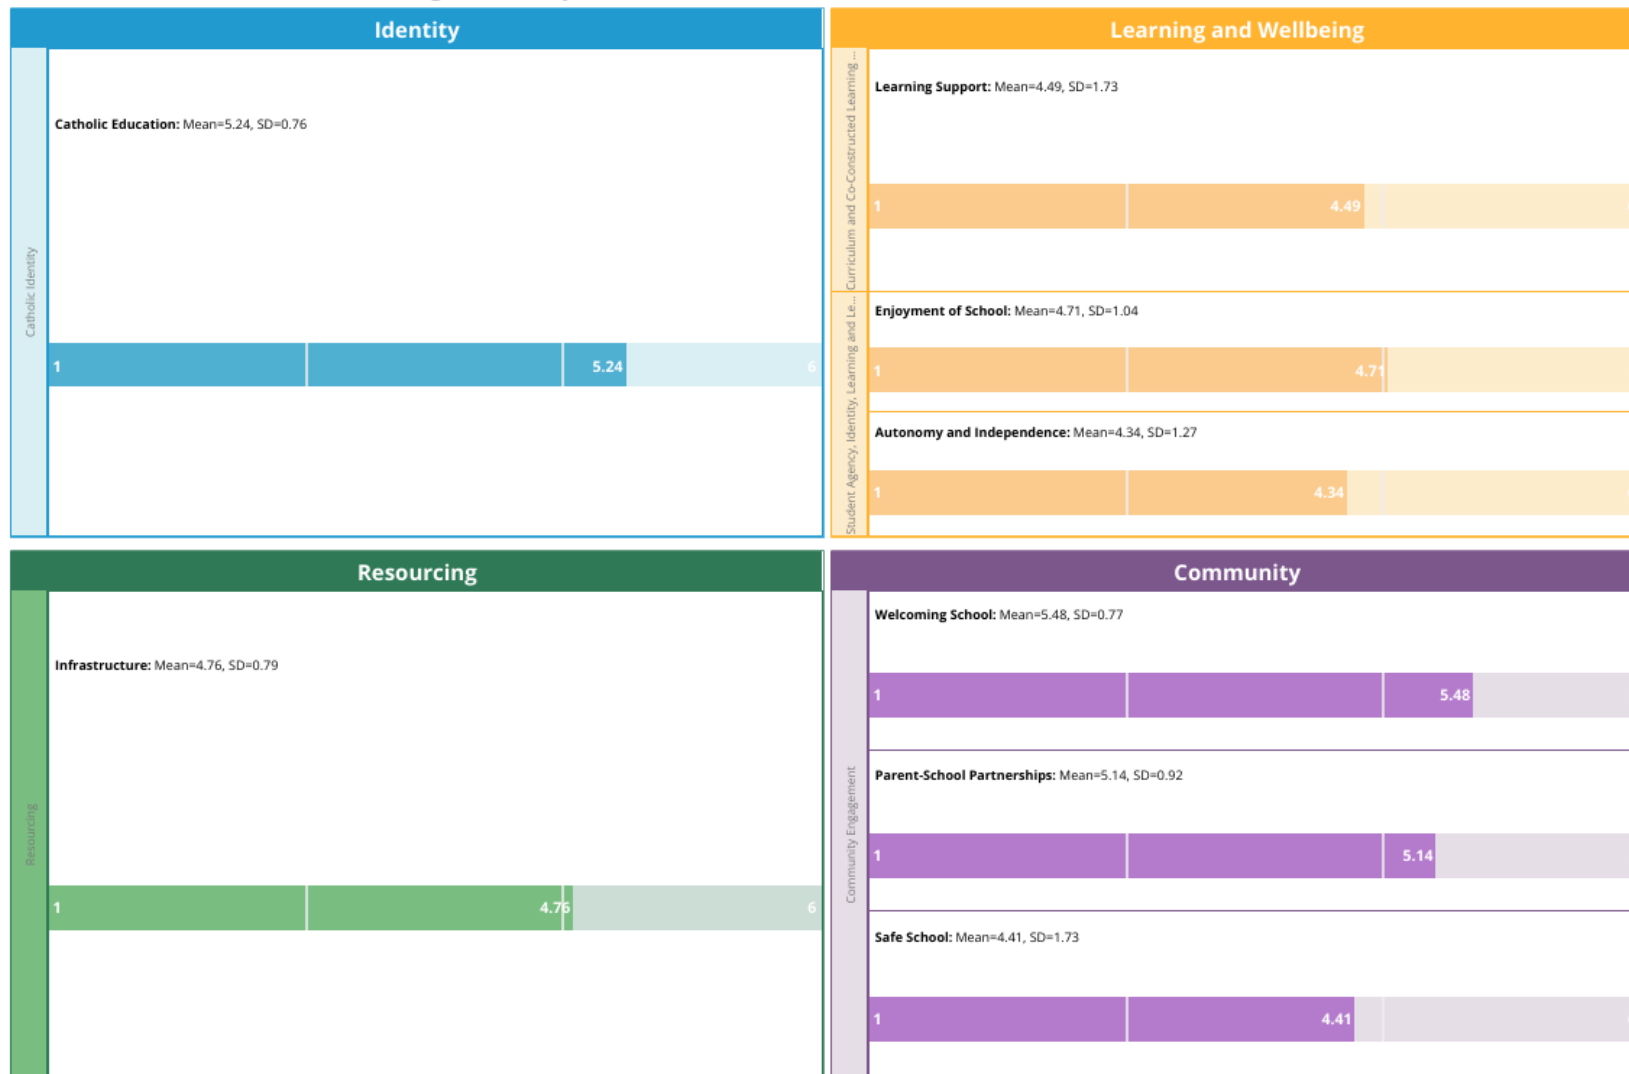 Identity
Catholic Identity
Catholic Education: Mean=5.24, SD=0.76
1 5.24 6
Learning and Wellbeing
Curriculum and Co-Constructed Learning ...
Learning Support: Mean=4.49, SD=1.73
1 4.49
Student Agency, Identity, Learning and Le...
Enjoyment of School: Mean=4.71, SD=1.04
1 4.71
Autonomy and Independence: Mean=4.34, SD=1.27
1 4.34
Resourcing
Resourcing
Infrastructure: Mean=4.76, SD=0.79
1 4.76 6
Community
Community Engagement
Welcoming School: Mean=5.48, SD=0.77
1 5.48
Parent-School Partnerships: Mean=5.14, SD=0.92
1 5.14
Safe School: Mean=4.41, SD=1.73
1 4.41